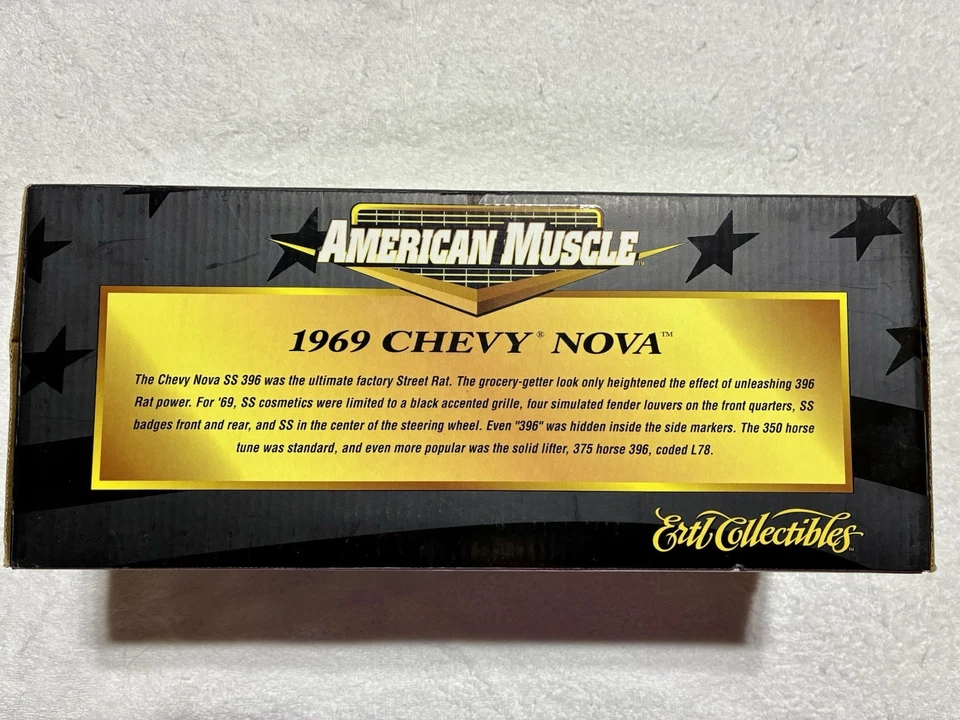 AMERICAN MUSCLE™
1969 CHEVY® NOVA™
The Chevy Nova SS 396 was the ultimate factory Street Rat. The grocery-getter look only heightened the effect of unleashing 396
Rat power. For '69, SS cosmetics were limited to a black accented grille, four simulated fender louvers on the front quarters, SS
badges front and rear, and SS in the center of the steering wheel. Even "396" was hidden inside the side markers. The 350 horse
tune was standard, and even more popular was the solid lifter, 375 horse 396, coded L78.
Ertl Collectibles™